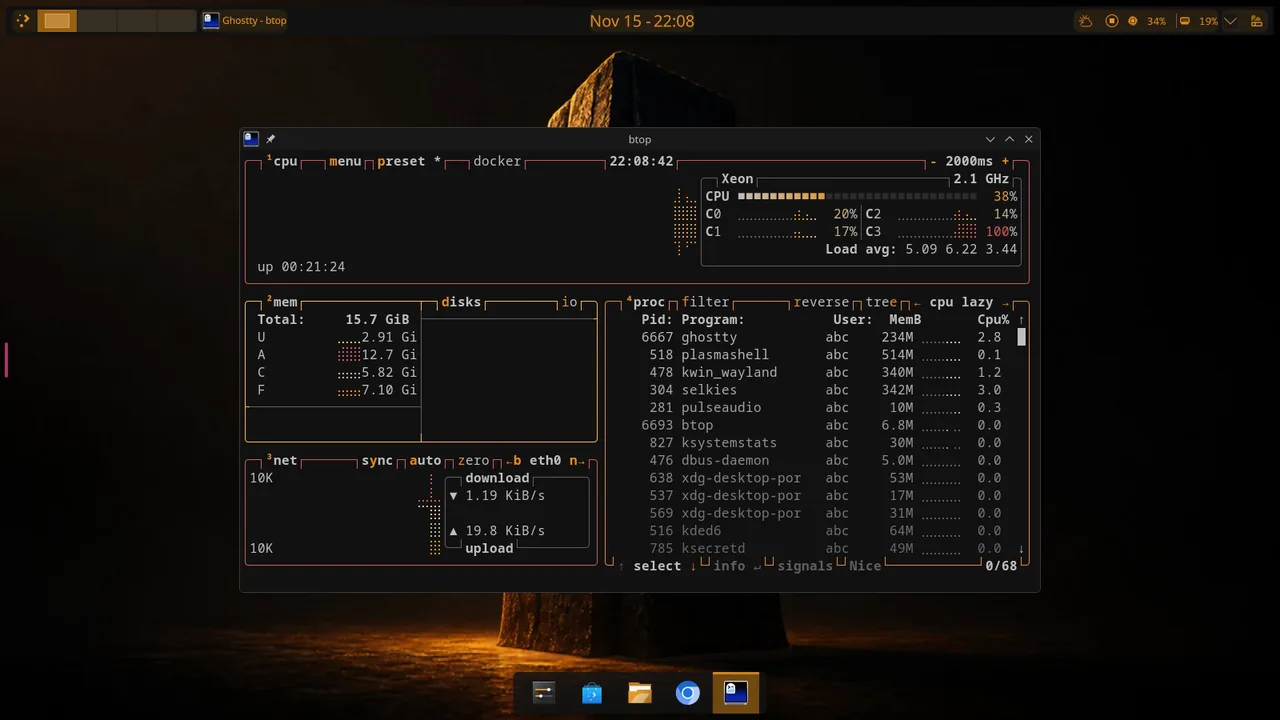 Ghostty - btop
Nov 15 - 22:08
34%
19%
btop
¹cpu menu preset * docker 22:08:42 - 2000ms +
Xeon 2.1 GHz
CPU 38%
C0 20% C2 14%
C1 17% C3 100%
Load avg: 5.09 6.22 3.44
up 00:21:24
²mem disks io
Total: 15.7 GiB
U 2.91 Gi
A 12.7 Gi
C 5.82 Gi
F 7.10 Gi
³net sync auto zero ←b eth0 n→
10K
download
▼ 1.19 KiB/s
▲ 19.8 KiB/s
upload
10K
⁴proc filter reverse tree ← cpu lazy →
Pid: Program: User: MemB Cpu% ↑
6667 ghostty abc 234M 2.8
518 plasmashell abc 514M 0.1
478 kwin_wayland abc 340M 1.2
304 selkies abc 342M 3.0
281 pulseaudio abc 10M 0.3
6693 btop abc 6.8M 0.0
827 ksystemstats abc 30M 0.0
476 dbus-daemon abc 5.0M 0.0
638 xdg-desktop-por abc 53M 0.0
537 xdg-desktop-por abc 17M 0.0
569 xdg-desktop-por abc 31M 0.0
516 kded6 abc 64M 0.0
785 ksecretd abc 49M 0.0 ↓
↑ select ↓ info ↵ signals Nice 0/68